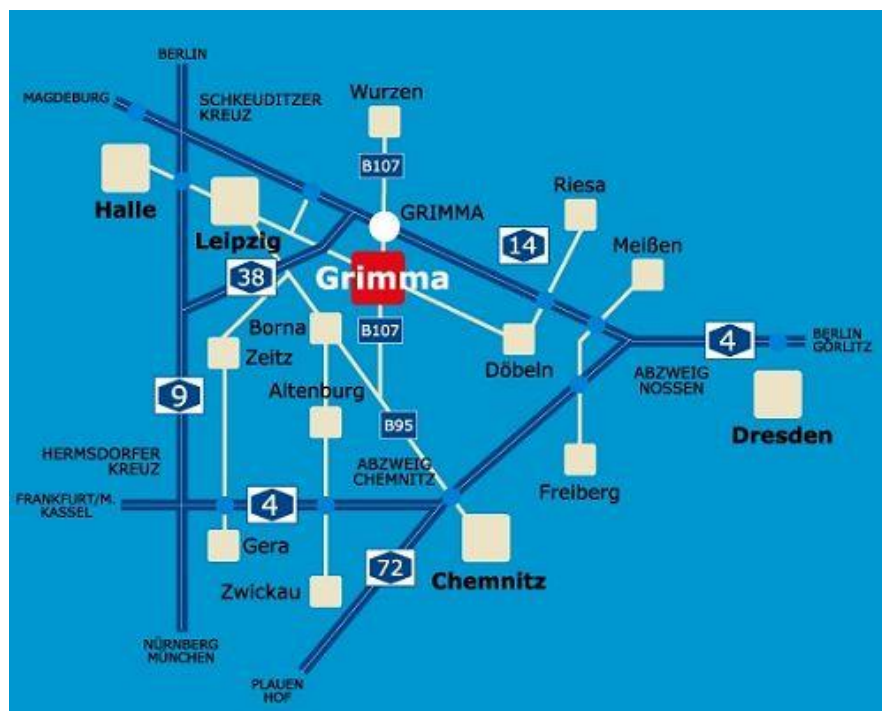 BERLIN
MAGDEBURG
SCHKEUDITZER
KREUZ
Wurzen
B107
Halle
Leipzig
GRIMMA
Riesa
14
Meißen
38
Grimma
Borna
B107
Zeitz
Döbeln
4
BERLIN
GÖRLITZ
ABZWEIG
NOSSEN
9
Altenburg
B95
Dresden
HERMSDORFER
KREUZ
ABZWEIG
CHEMNITZ
FRANKFURT/M.
KASSEL
4
Freiberg
Gera
72
Chemnitz
Zwickau
NÜRNBERG
MÜNCHEN
PLAUEN
HOF